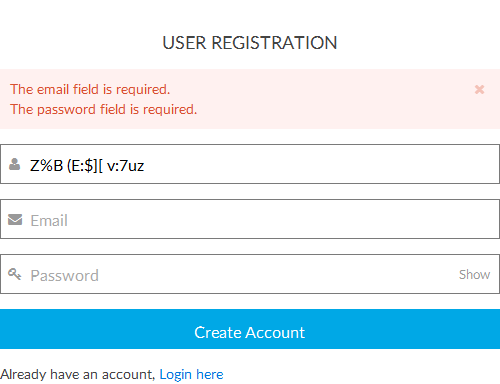 USER REGISTRATION
The email field is required.
The password field is required.
Z%B (E:$][ v:7uz
Email
Password
Show
Create Account
Already have an account, Login here